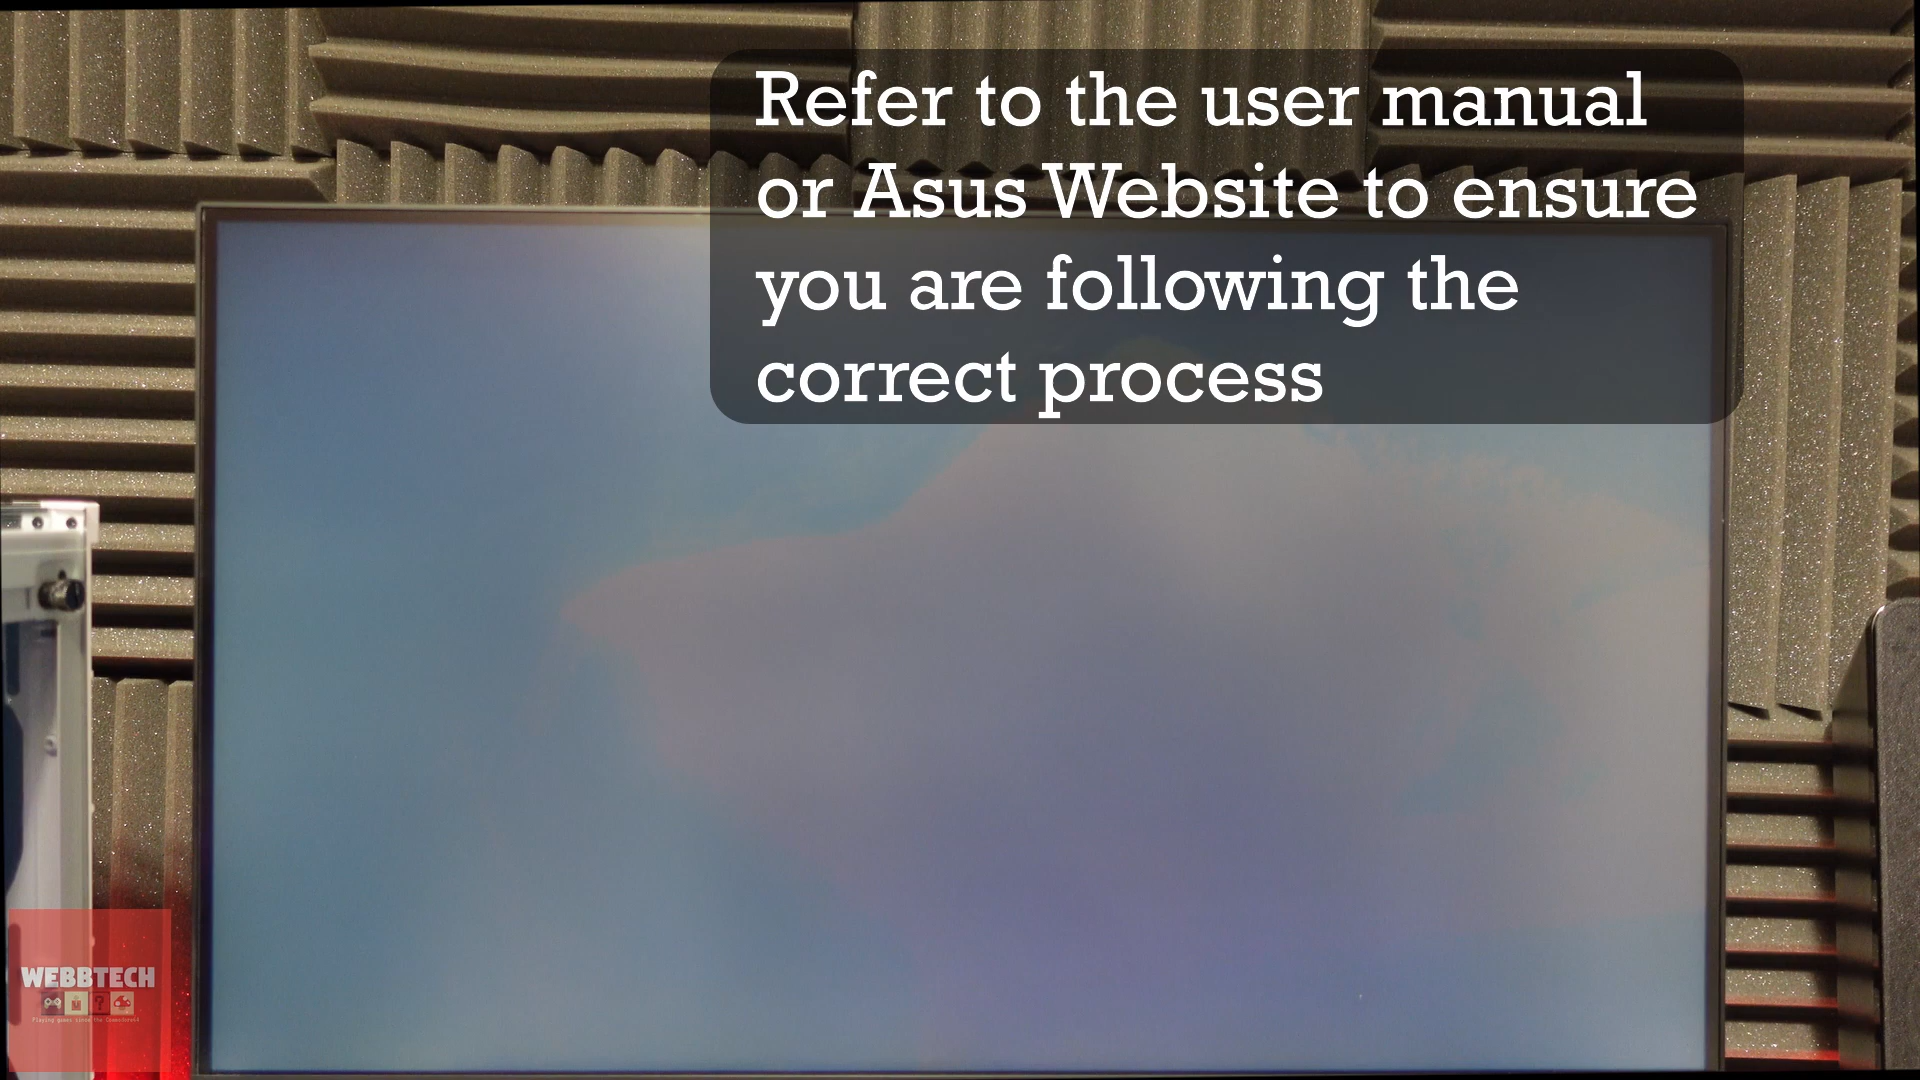 Refer to the user manual
or Asus Website to ensure
you are following the
correct process
WEBBTECH